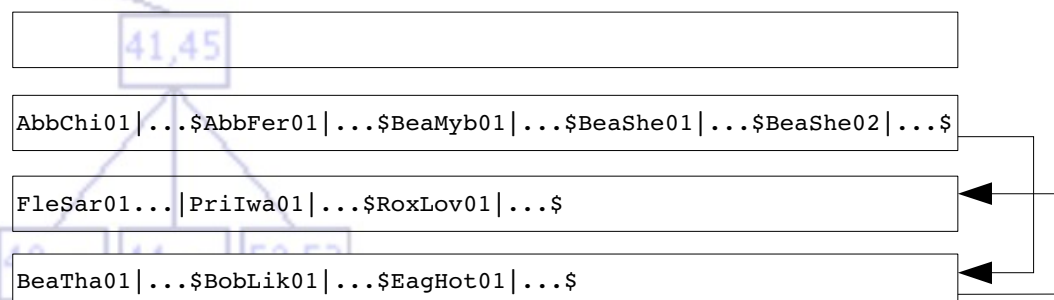 41,45
AbbChi01|...$AbbFer01|...$BeaMyb01|...$BeaShe01|...$BeaShe02|...$
FleSar01...|PriIwa01|...$RoxLov01|...$
BeaTha01|...$BobLik01|...$EagHot01|...$